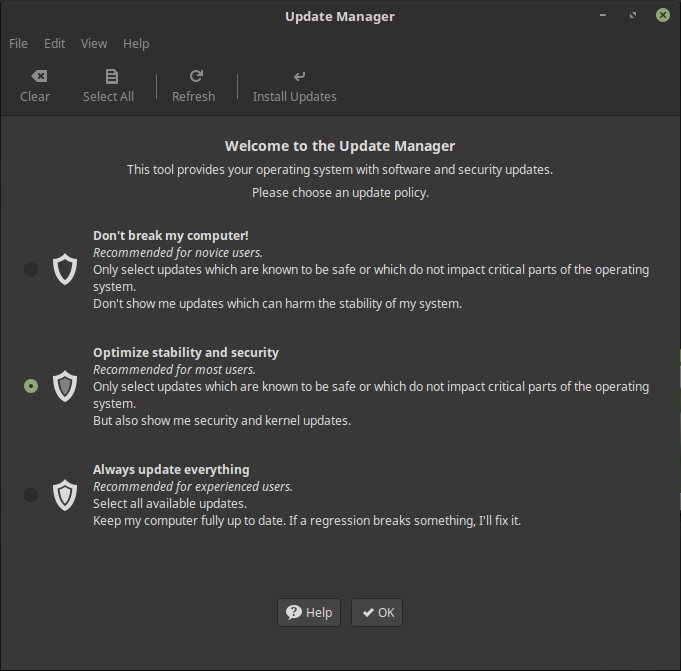 Update Manager
File Edit View Help
Clear Select All Refresh Install Updates
Welcome to the Update Manager
This tool provides your operating system with software and security updates.
Please choose an update policy.
Don't break my computer!
Recommended for novice users.
Only select updates which are known to be safe or which do not impact critical parts of the operating
system.
Don't show me updates which can harm the stability of my system.
Optimize stability and security
Recommended for most users.
Only select updates which are known to be safe or which do not impact critical parts of the operating
system.
But also show me security and kernel updates.
Always update everything
Recommended for experienced users.
Select all available updates.
Keep my computer fully up to date. If a regression breaks something, I'll fix it.
Help OK